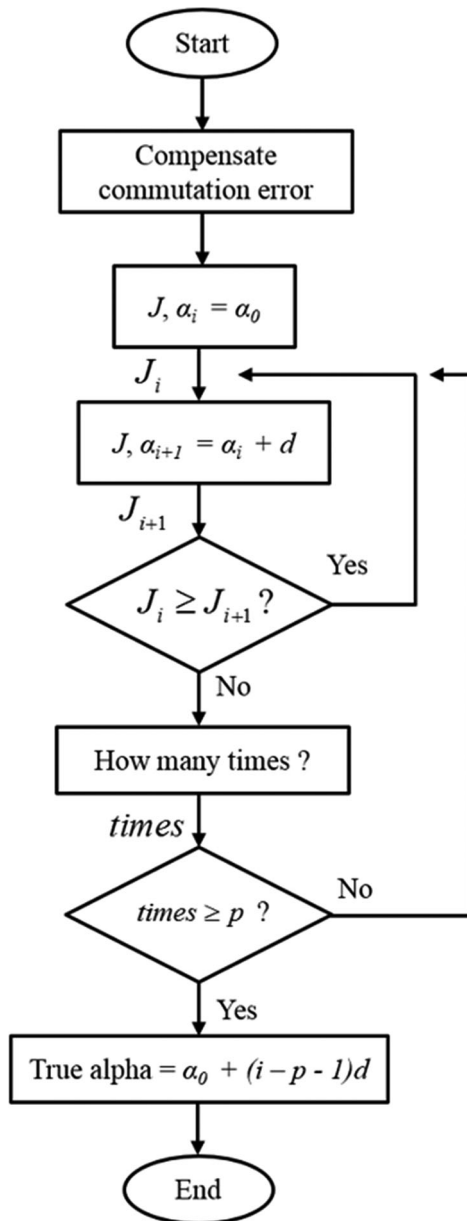 Start
Compensate
commutation error
J, αᵢ = α₀
Jᵢ
J, αᵢ₊₁ = αᵢ + d
Jᵢ₊₁
Yes
Jᵢ ≥ Jᵢ₊₁ ?
No
How many times ?
times
No
times ≥ p ?
Yes
True alpha = α₀ + (i – p - 1)d
End